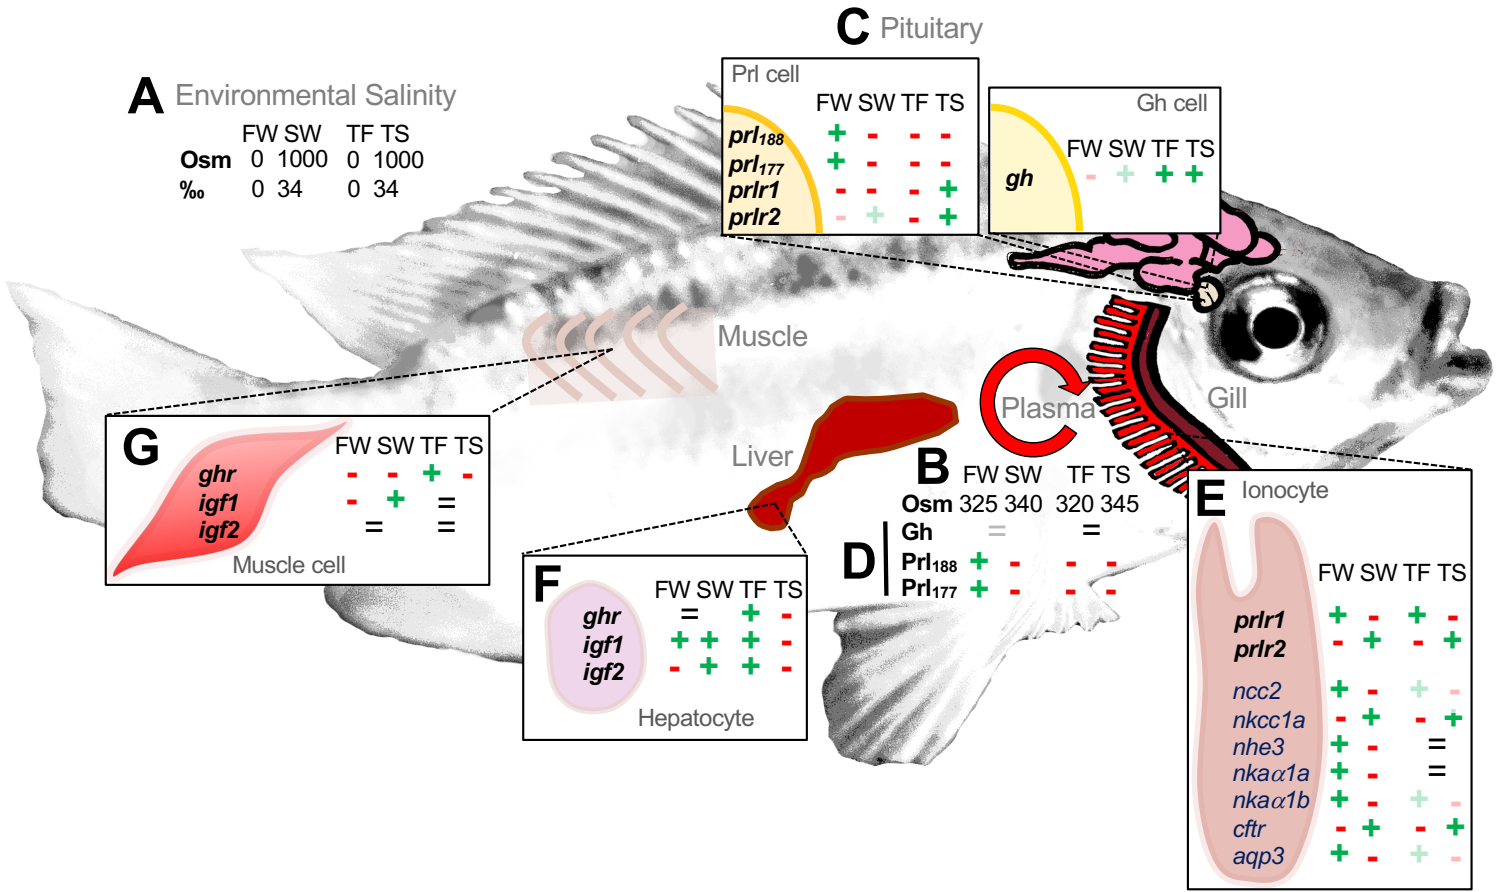 A Environmental Salinity
FW SW TF TS
Osm 0 1000 0 1000
‰ 0 34 0 34
C Pituitary
Prl cell
FW SW TF TS
prl188 + - - -
prl177 + - - -
prlr1 - - - +
prlr2 - + - +
Gh cell
FW SW TF TS
gh - + + +
Muscle
Plasma
Gill
Liver
G
FW SW TF TS
ghr - - + -
igf1 - + =
igf2 = =
Muscle cell
B
FW SW TF TS
Osm 325 340 320 345
D
Gh = =
Prl188 + - - -
Prl177 + - - -
F
FW SW TF TS
ghr = + -
igf1 + + + -
igf2 - + + -
Hepatocyte
E Ionocyte
FW SW TF TS
prlr1 + - + -
prlr2 - + - +
ncc2 + - + -
nkcc1a - + - +
nhe3 + - =
nkaα1a + - =
nkaα1b + - + -
cftr - + - +
aqp3 + - + -